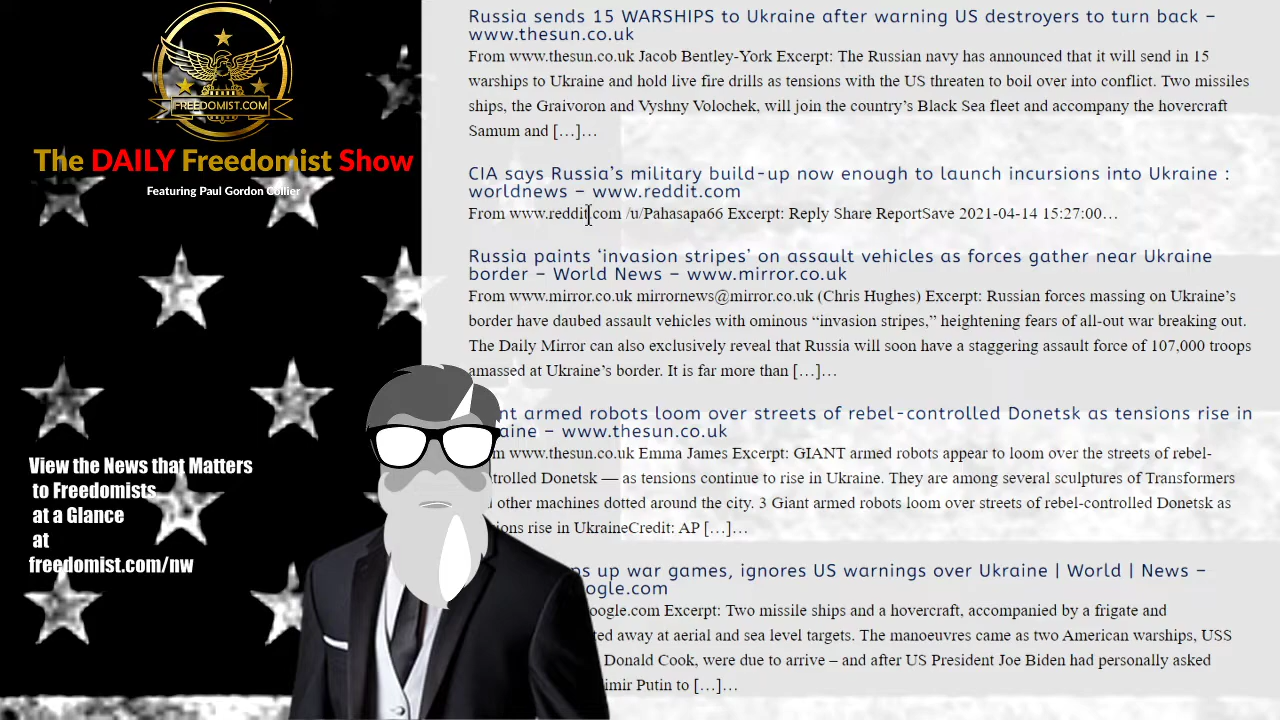 FREEDOMIST.COM
The DAILY Freedomist Show
Featuring Paul Gordon Collier
View the News that Matters
to Freedomists
at a Glance
at
freedomist.com/nw
Russia sends 15 WARSHIPS to Ukraine after warning US destroyers to turn back –
www.thesun.co.uk
From www.thesun.co.uk Jacob Bentley-York Excerpt: The Russian navy has announced that it will send in 15
warships to Ukraine and hold live fire drills as tensions with the US threaten to boil over into conflict. Two missiles
ships, the Graivoron and Vyshny Volochek, will join the country's Black Sea fleet and accompany the hovercraft
Samum and […]…
CIA says Russia’s military build-up now enough to launch incursions into Ukraine :
worldnews – www.reddit.com
From www.reddit.com /u/Pahasapa66 Excerpt: Reply Share ReportSave 2021-04-14 15:27:00…
Russia paints ‘invasion stripes’ on assault vehicles as forces gather near Ukraine
border – World News – www.mirror.co.uk
From www.mirror.co.uk mirrornews@mirror.co.uk (Chris Hughes) Excerpt: Russian forces massing on Ukraine’s
border have daubed assault vehicles with ominous “invasion stripes,” heightening fears of all-out war breaking out.
The Daily Mirror can also exclusively reveal that Russia will soon have a staggering assault force of 107,000 troops
amassed at Ukraine’s border. It is far more than […]…
nt armed robots loom over streets of rebel-controlled Donetsk as tensions rise in
aine – www.thesun.co.uk
m www.thesun.co.uk Emma James Excerpt: GIANT armed robots appear to loom over the streets of rebel-
trolled Donetsk — as tensions continue to rise in Ukraine. They are among several sculptures of Transformers
other machines dotted around the city. 3 Giant armed robots loom over streets of rebel-controlled Donetsk as
ions rise in UkraineCredit: AP […]…
ps up war games, ignores US warnings over Ukraine | World | News –
ogle.com
oogle.com Excerpt: Two missile ships and a hovercraft, accompanied by a frigate and
ted away at aerial and sea level targets. The manoeuvres came as two American warships, USS
Donald Cook, were due to arrive – and after US President Joe Biden had personally asked
imir Putin to […]…